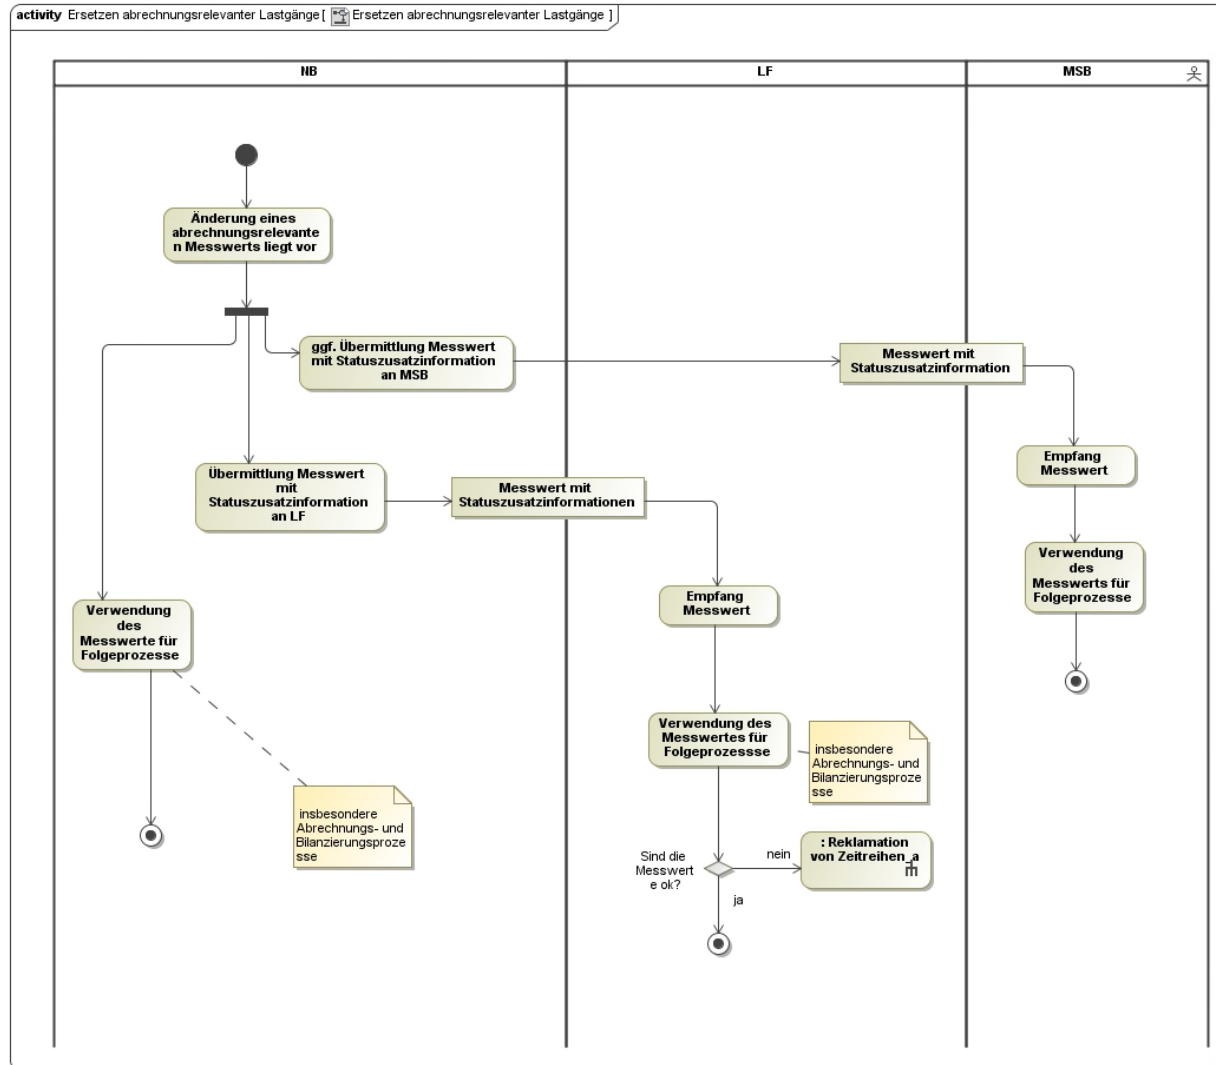 activity Ersetzen abrechnungsrelevanter Lastgänge [ Ersetzen abrechnungsrelevanter Lastgänge ]
NB
LF
MSB
Änderung eines
abrechnungsrelevante
n Messwerts liegt vor
ggf. Übermittlung Messwert
mit Statuszusatzinformation
an MSB
Messwert mit
Statuszusatzinformation
Empfang
Messwert
Übermittlung Messwert
mit
Statuszusatzinformation
an LF
Messwert mit
Statuszusatzinformationen
Verwendung
des
Messwerts für
Folgeprozesse
Verwendung
des
Messwerte für
Folgeprozesse
Empfang
Messwert
Verwendung des
Messwertes für
Folgeprozessse
insbesondere
Abrechnungs- und
Bilanzierungsproze
sse
insbesondere
Abrechnungs- und
Bilanzierungsproze
sse
Sind die
Messwert
e ok?
nein
: Reklamation
von Zeitreihen_a
ja